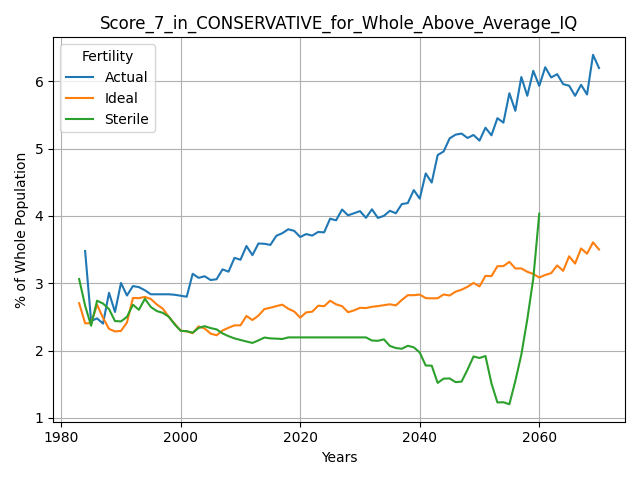 Score_7_in_CONSERVATIVE_for_Whole_Above_Average_IQ
Fertility
Actual
Ideal
Sterile
% of Whole Population
6
5
4
3
2
1
1980 2000 2020 2040 2060
Years